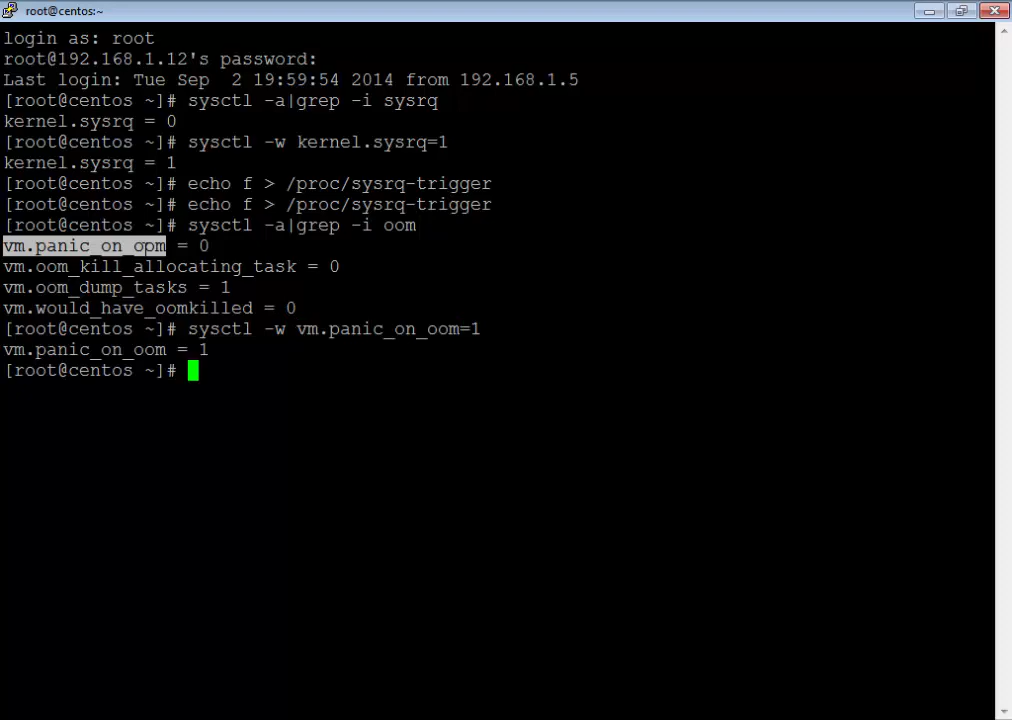 root@centos:~
login as: root
root@192.168.1.12's password:
Last login: Tue Sep  2 19:59:54 2014 from 192.168.1.5
[root@centos ~]# sysctl -a|grep -i sysrq
kernel.sysrq = 0
[root@centos ~]# sysctl -w kernel.sysrq=1
kernel.sysrq = 1
[root@centos ~]# echo f > /proc/sysrq-trigger
[root@centos ~]# echo f > /proc/sysrq-trigger
[root@centos ~]# sysctl -a|grep -i oom
vm.panic_on_oom = 0
vm.oom_kill_allocating_task = 0
vm.oom_dump_tasks = 1
vm.would_have_oomkilled = 0
[root@centos ~]# sysctl -w vm.panic_on_oom=1
vm.panic_on_oom = 1
[root@centos ~]#